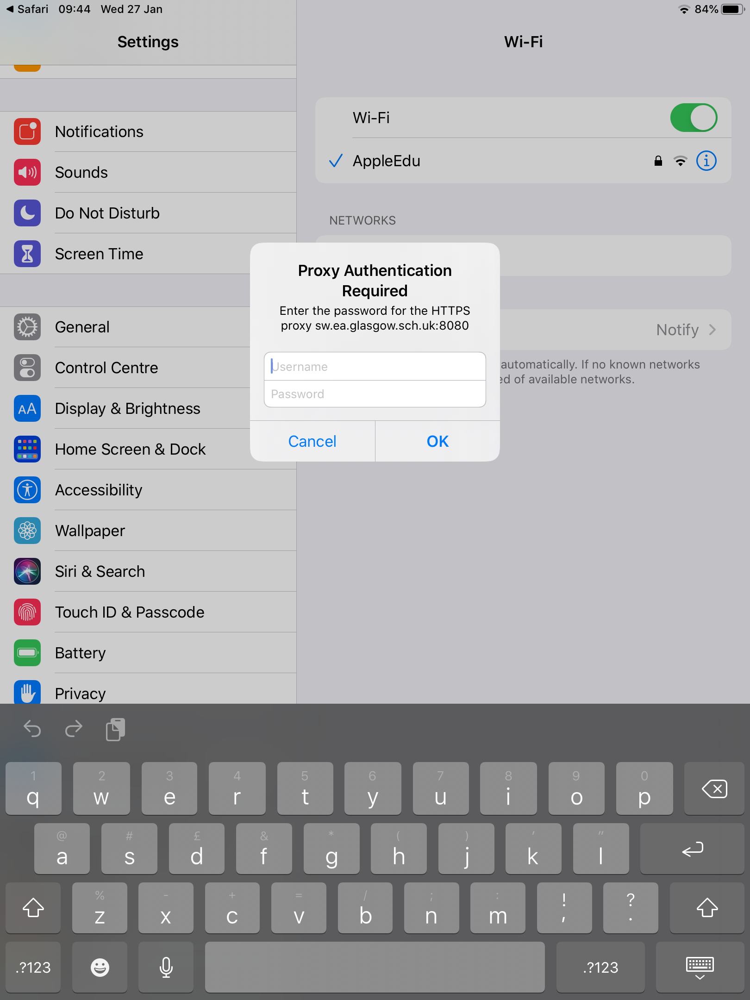 Safari 09:44 Wed 27 Jan
84%
Settings
Wi-Fi
Notifications
Sounds
Do Not Disturb
Screen Time
General
Control Centre
AA Display & Brightness
Home Screen & Dock
Accessibility
Wallpaper
Siri & Search
Touch ID & Passcode
Battery
Privacy
Wi-Fi
AppleEdu
NETWORKS
Notify
automatically. If no known networks
of available networks.
Proxy Authentication
Required
Enter the password for the HTTPS
proxy sw.ea.glasgow.sch.uk:8080
Username
Password
Cancel OK
1 2 3 4 5 6 7 8 9 0
q w e r t y u i o p
@ # £ & * ( ) ' "
a s d f g h j k l
% - + = / ; : ! ?
z x c v b n m , .
.?123 .?123